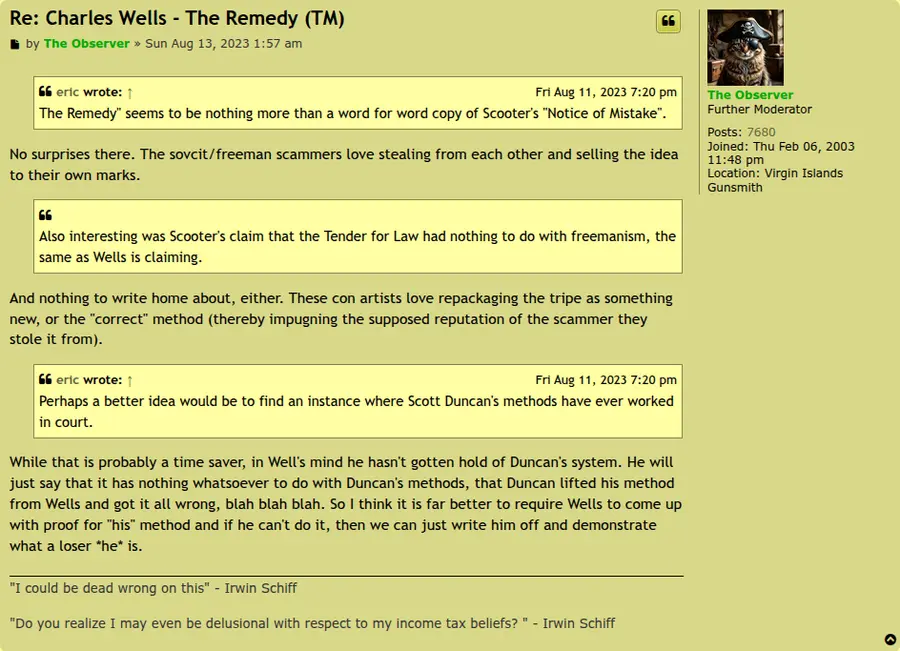 Re: Charles Wells - The Remedy (TM)
by The Observer » Sun Aug 13, 2023 1:57 am
eric wrote: ↑ Fri Aug 11, 2023 7:20 pm
The Remedy" seems to be nothing more than a word for word copy of Scooter's "Notice of Mistake".
No surprises there. The sovcit/freeman scammers love stealing from each other and selling the idea
to their own marks.
Also interesting was Scooter's claim that the Tender for Law had nothing to do with freemanism, the
same as Wells is claiming.
And nothing to write home about, either. These con artists love repackaging the tripe as something
new, or the "correct" method (thereby impugning the supposed reputation of the scammer they
stole it from).
eric wrote: ↑ Fri Aug 11, 2023 7:20 pm
Perhaps a better idea would be to find an instance where Scott Duncan's methods have ever worked
in court.
While that is probably a time saver, in Well's mind he hasn't gotten hold of Duncan's system. He will
just say that it has nothing whatsoever to do with Duncan's methods, that Duncan lifted his method
from Wells and got it all wrong, blah blah blah. So I think it is far better to require Wells to come up
with proof for "his" method and if he can't do it, then we can just write him off and demonstrate
what a loser *he* is.
"I could be dead wrong on this" - Irwin Schiff
"Do you realize I may even be delusional with respect to my income tax beliefs? " - Irwin Schiff
The Observer
Further Moderator
Posts: 7680
Joined: Thu Feb 06, 2003
11:48 pm
Location: Virgin Islands
Gunsmith